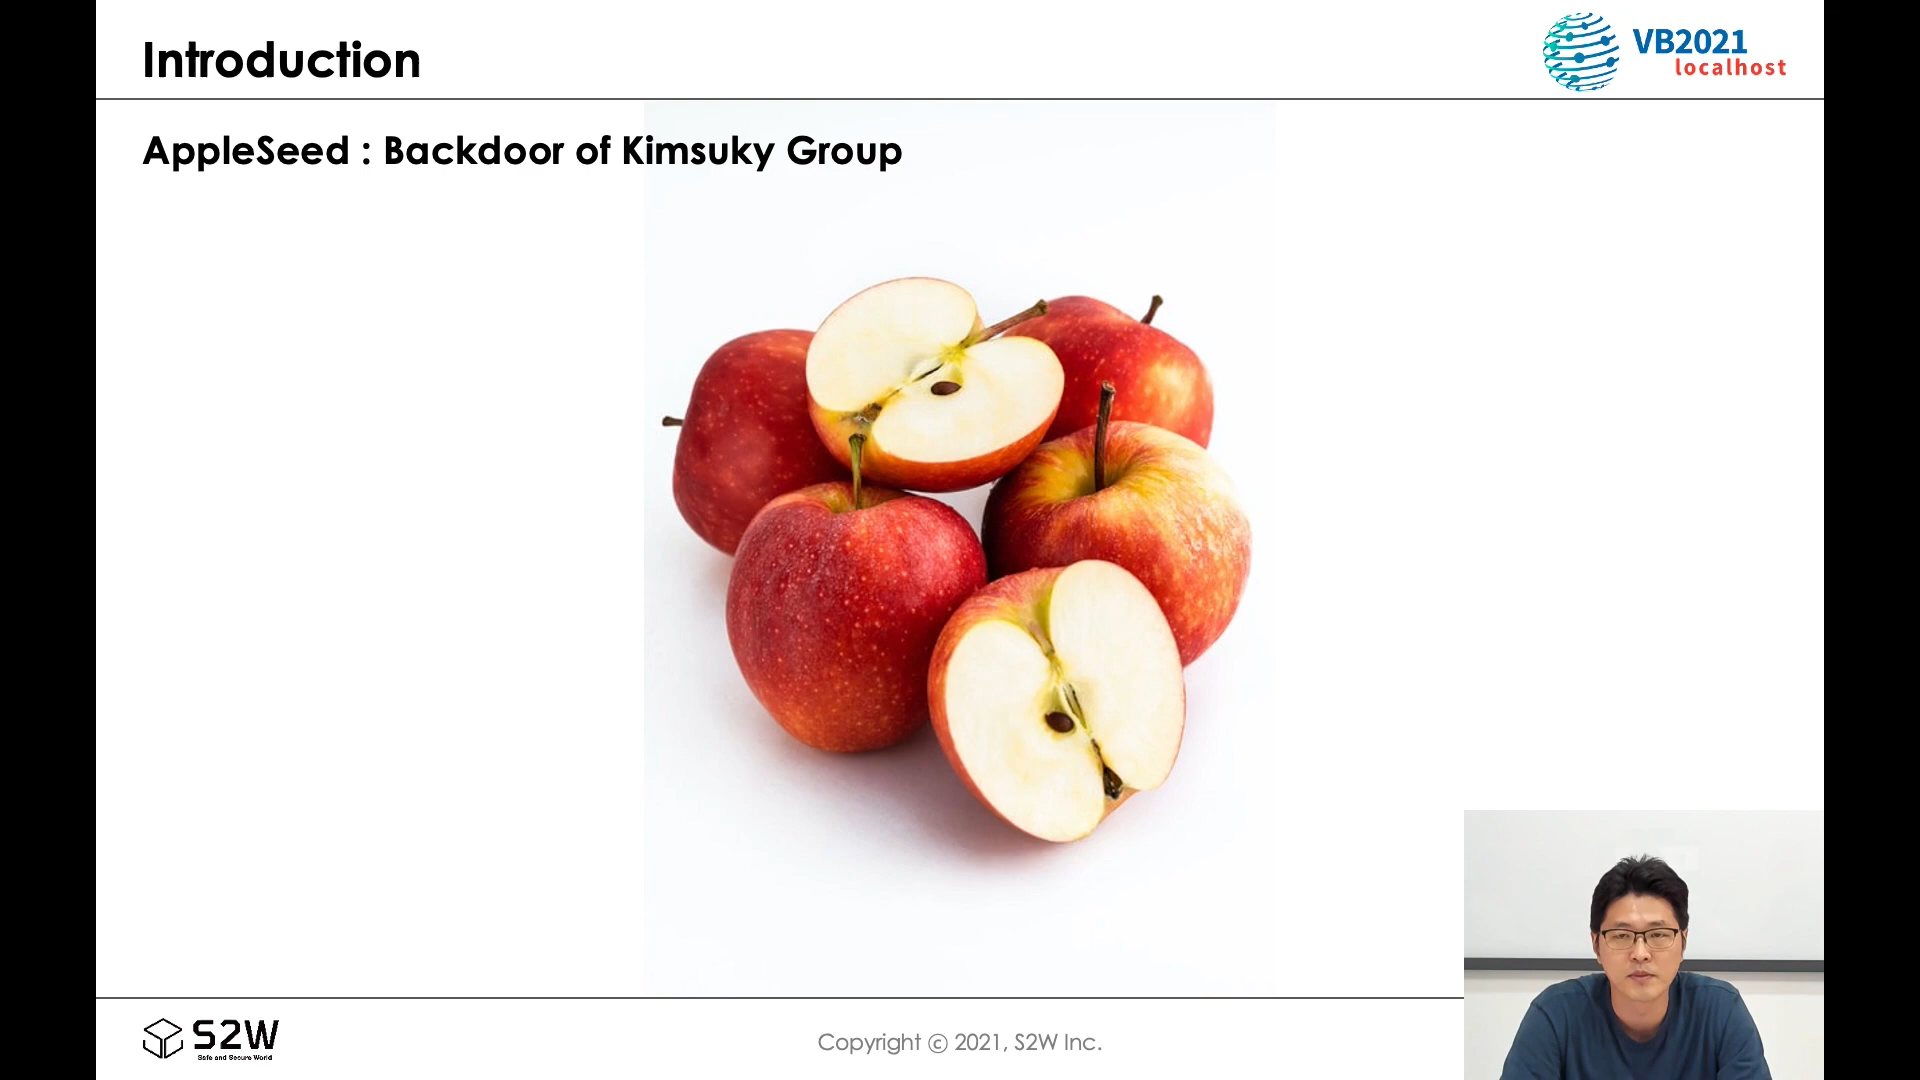 Introduction
VB2021
localhost
AppleSeed : Backdoor of Kimsuky Group
S2W
Safe and Secure World
Copyright © 2021, S2W Inc.